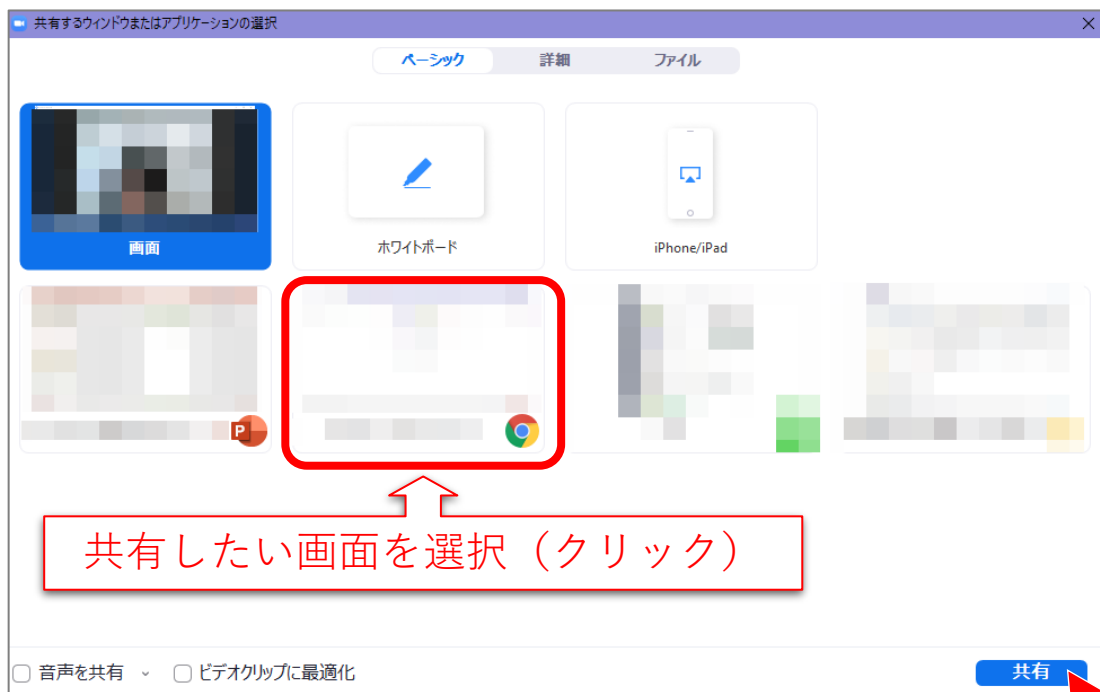 共有するウィンドウまたはアプリケーションの選択
ベーシック 詳細 ファイル
画面 ホワイトボード iPhone/iPad
P
共有したい画面を選択（クリック）
音声を共有 ビデオクリップに最適化 共有